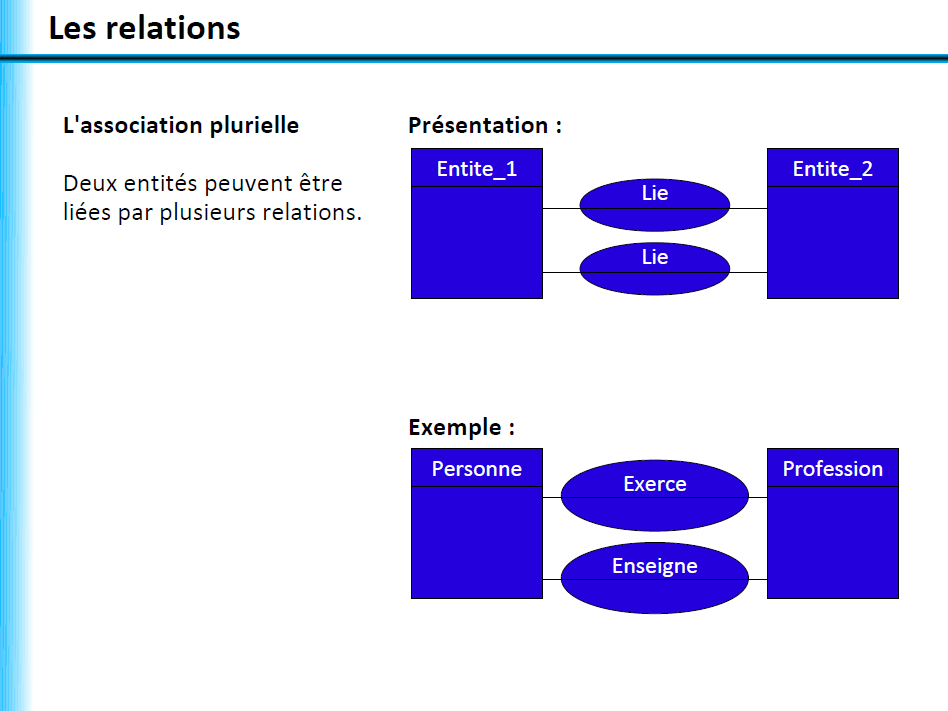 Les relations
L'association plurielle
Deux entités peuvent être
liées par plusieurs relations.
Présentation :
Entite_1
Lie
Entite_2
Lie
Exemple :
Personne
Exerce
Profession
Enseigne